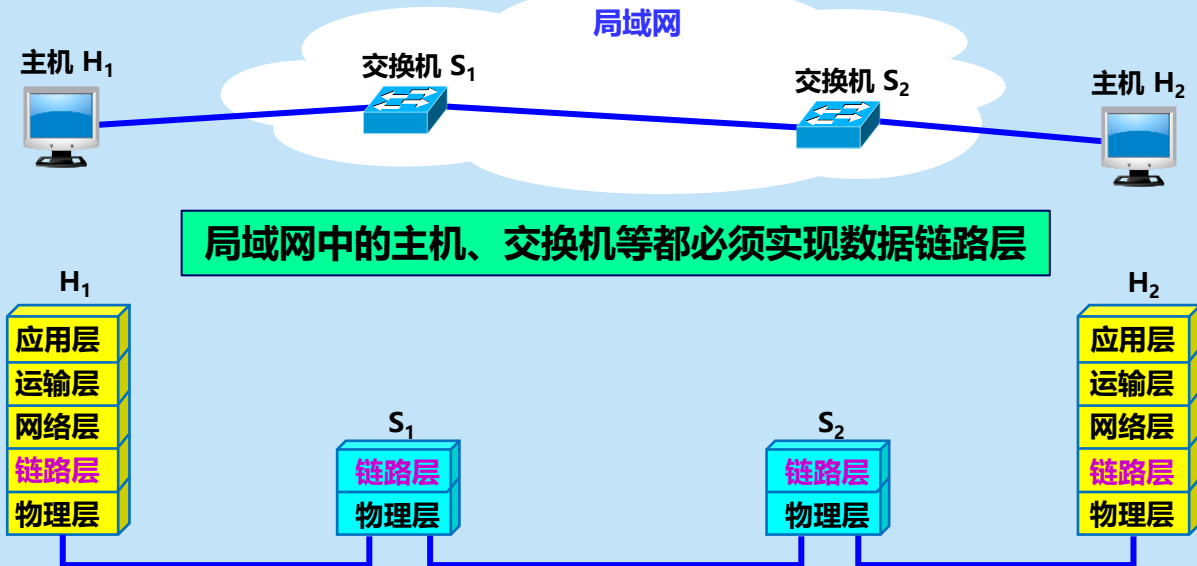 局域网
主机 H1
交换机 S1
交换机 S2
主机 H2
局域网中的主机、交换机等都必须实现数据链路层
H1
应用层
运输层
网络层
链路层
物理层
S1
链路层
物理层
S2
链路层
物理层
H2
应用层
运输层
网络层
链路层
物理层